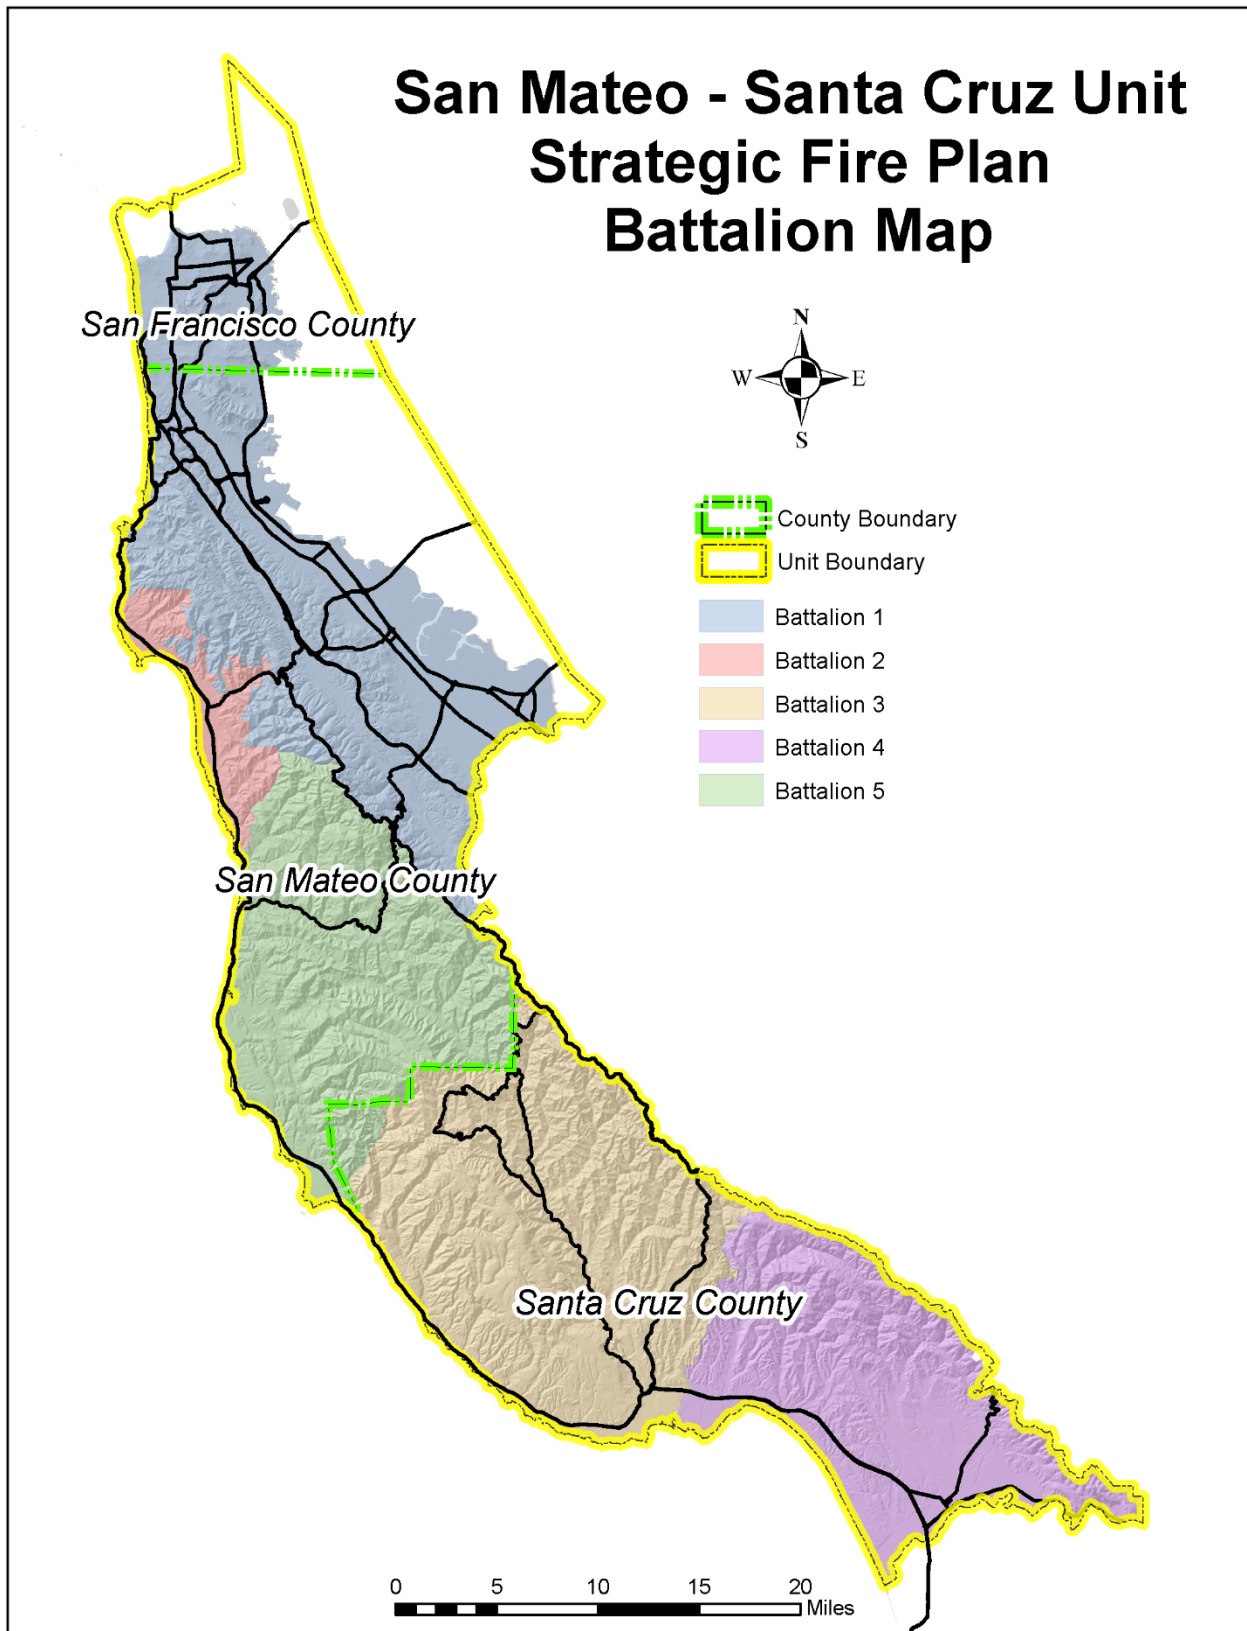 San Mateo - Santa Cruz Unit
Strategic Fire Plan
Battalion Map
San Francisco County
N
W
E
S
County Boundary
Unit Boundary
Battalion 1
Battalion 2
Battalion 3
Battalion 4
Battalion 5
San Mateo County
Santa Cruz County
0 5 10 15 20
Miles